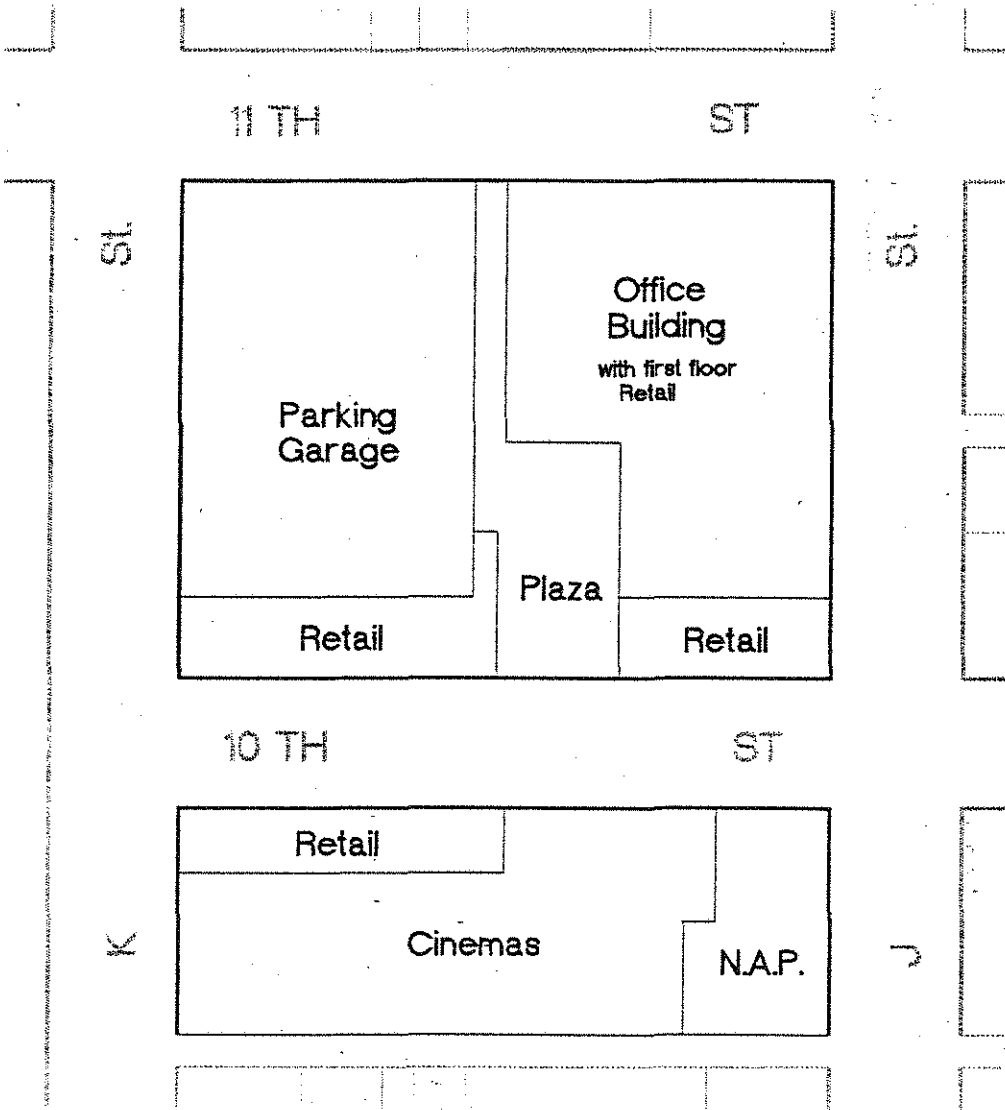 11 TH ST
St.
St.
Office
Building
with first floor
Retail
Parking
Garage
Plaza
Retail
Retail
10 TH ST
Retail
K
Cinemas
J
N.A.P.